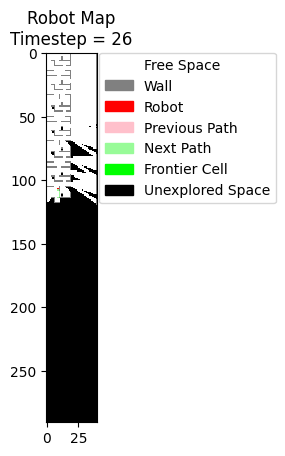 Robot Map
Timestep = 26
Free Space
Wall
Robot
Previous Path
Next Path
Frontier Cell
Unexplored Space
0
50
100
150
200
250
0 25